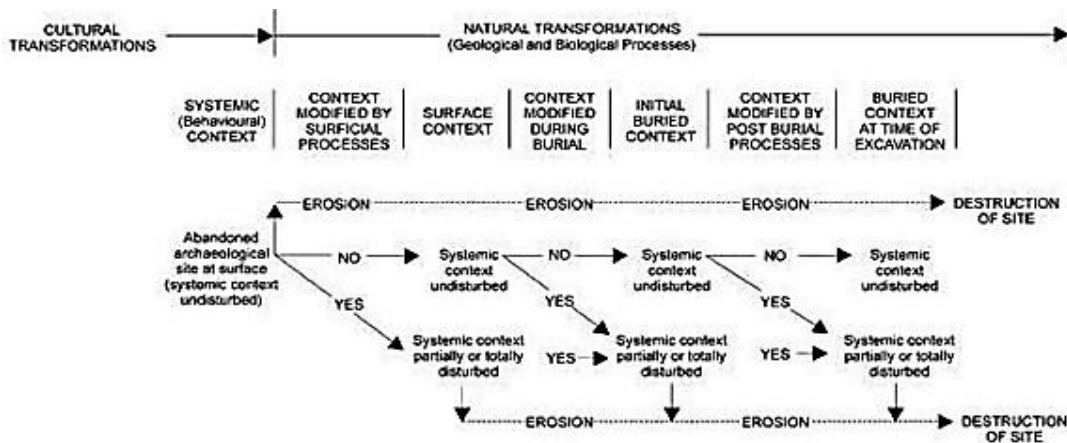 CULTURAL
TRANSFORMATIONS
NATURAL TRANSFORMATIONS
(Geological and Biological Processes)
SYSTEMIC
(Behavioural)
CONTEXT
CONTEXT
MODIFIED BY
SURFICIAL
PROCESSES
SURFACE
CONTEXT
CONTEXT
MODIFIED
DURING
BURIAL
INITIAL
BURIED
CONTEXT
CONTEXT
MODIFIED BY
POST BURIAL
PROCESSES
BURIED
CONTEXT
AT TIME OF
EXCAVATION
EROSION
EROSION
EROSION
DESTRUCTION
OF SITE
Abandoned
archaeological
site at surface
(systemic context
undisturbed)
NO
Systemic
context
undisturbed
NO
Systemic
context
undisturbed
NO
Systemic
context
undisturbed
YES
YES
YES
Systemic context
partially or totally
disturbed
YES
Systemic context
partially or totally
disturbed
YES
Systemic context
partially or totally
disturbed
EROSION
EROSION
DESTRUCTION
OF SITE